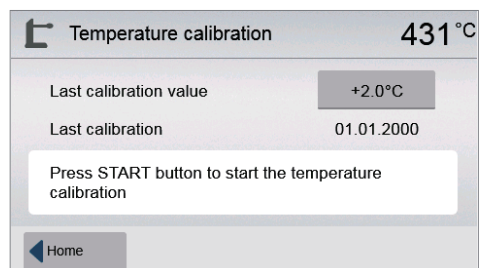 Temperature calibration 431 °C
Last calibration value +2.0°C
Last calibration 01.01.2000
Press START button to start the temperature
calibration
Home